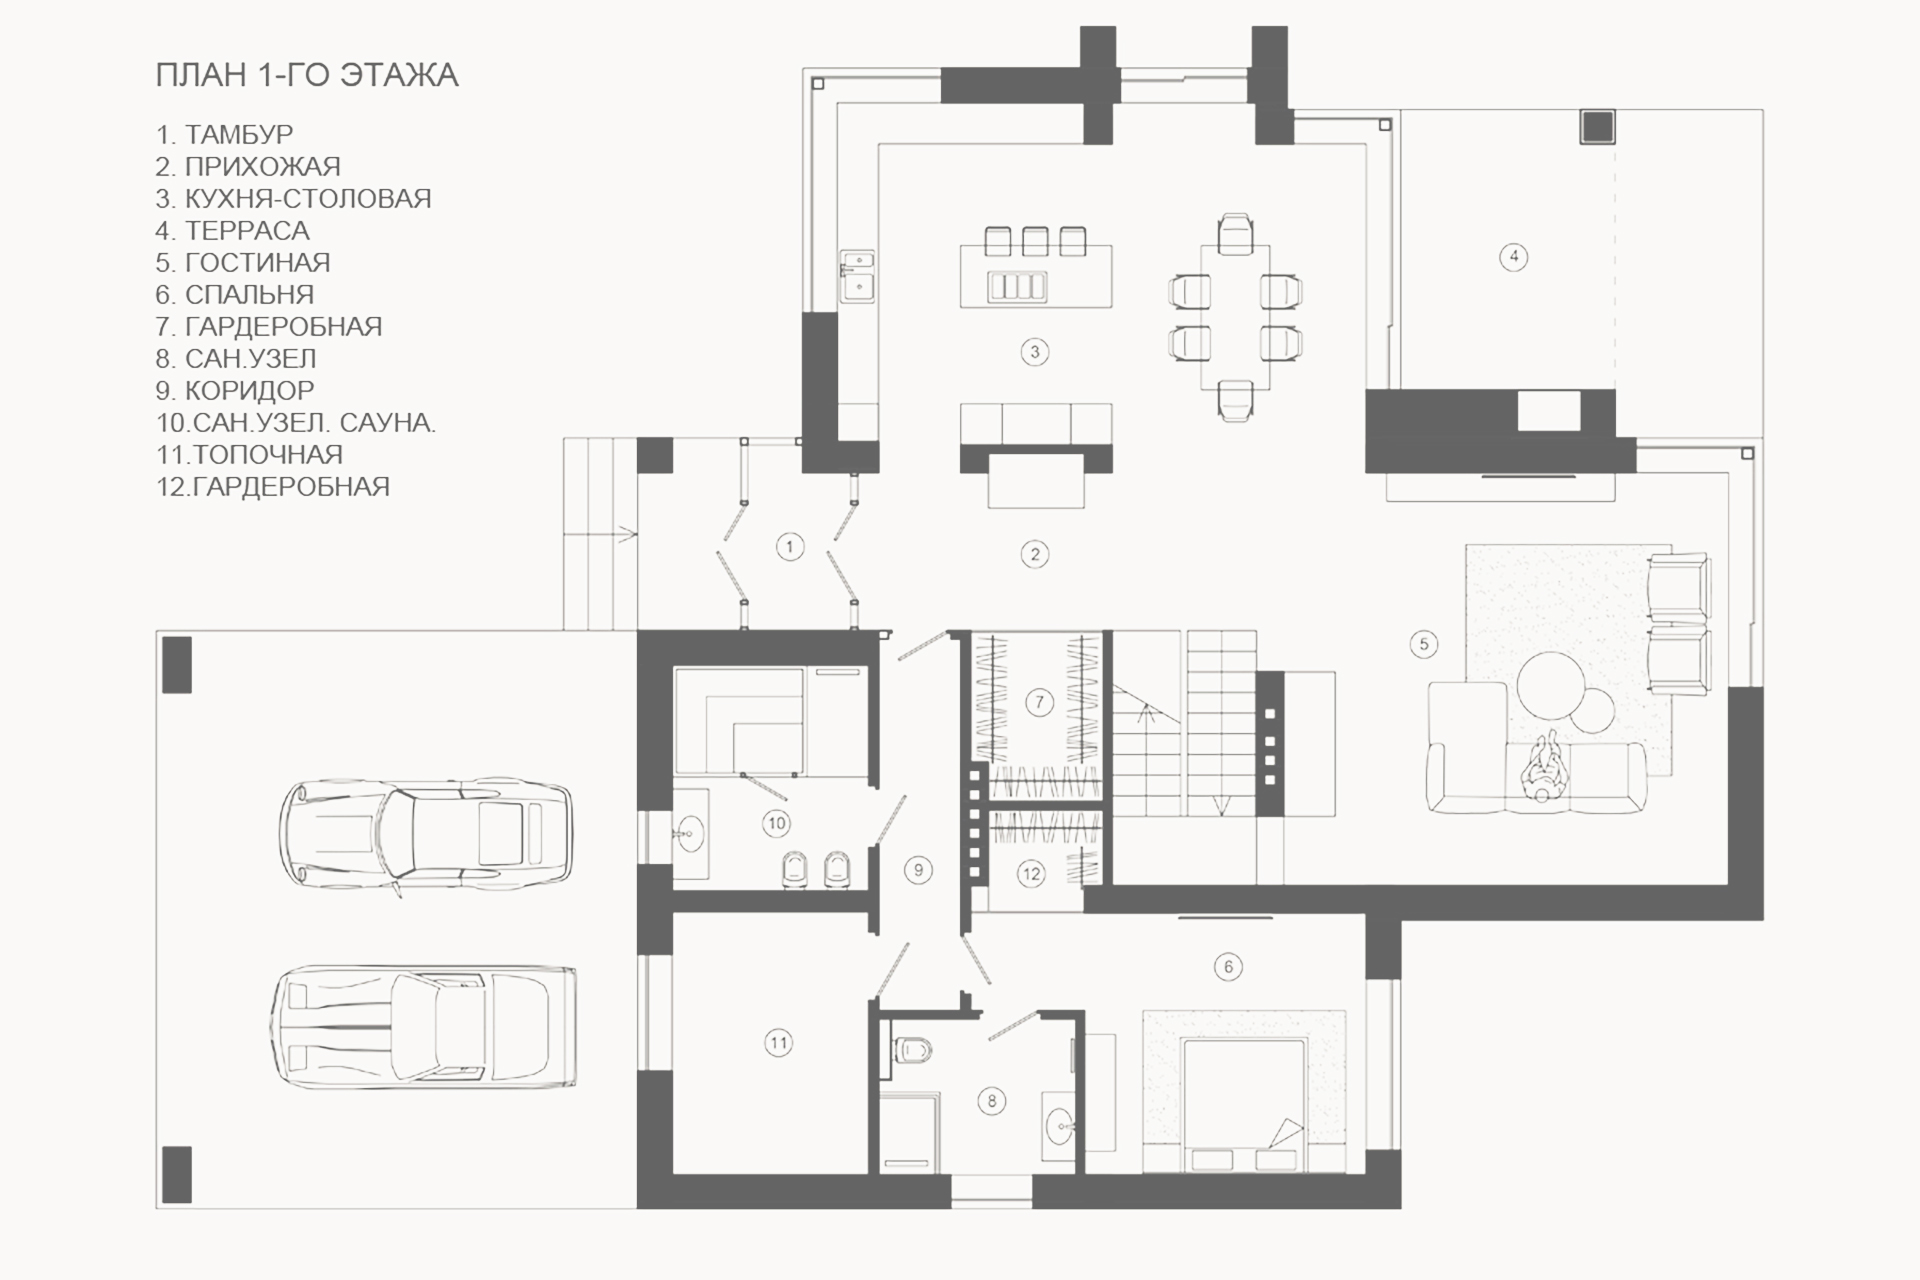 ПЛАН 1-ГО ЭТАЖА
1. ТАМБУР
2. ПРИХОЖАЯ
3. КУХНЯ-СТОЛОВАЯ
4. ТЕРРАСА
5. ГОСТИНАЯ
6. СПАЛЬНЯ
7. ГАРДЕРОБНАЯ
8. САН.УЗЕЛ
9. КОРИДОР
10.САН.УЗЕЛ. САУНА.
11.ТОПОЧНАЯ
12.ГАРДЕРОБНАЯ
4
3
1
2
5
7
10
9
12
6
11
8